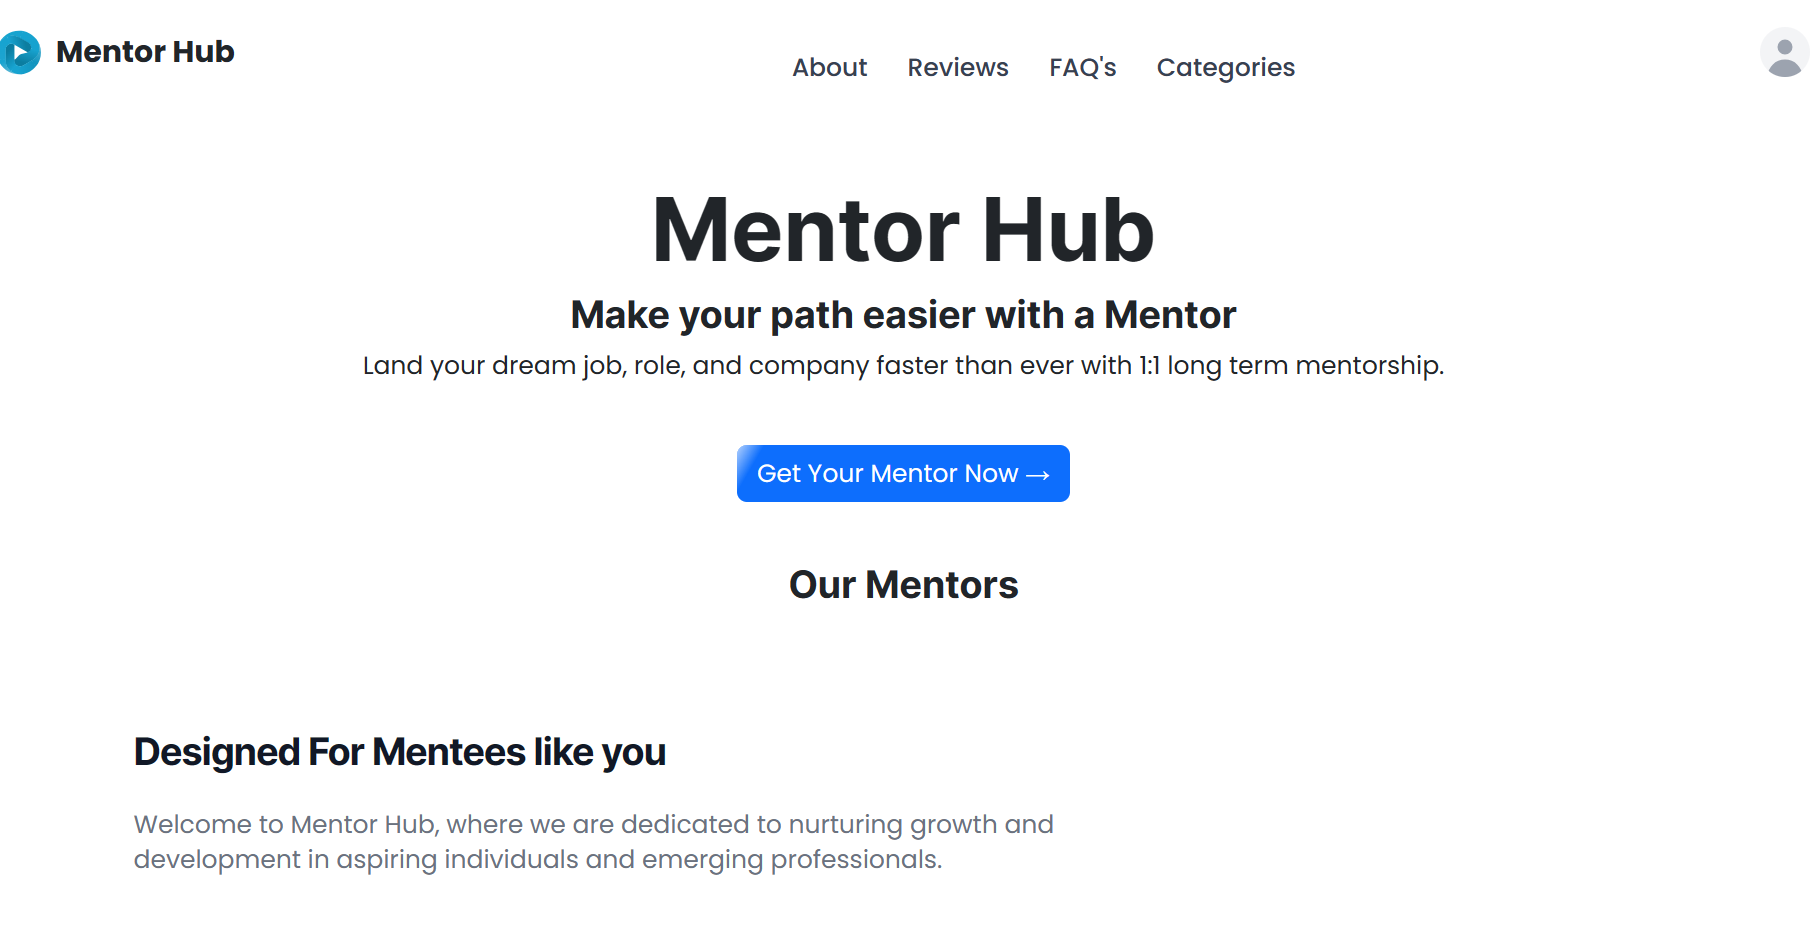 Mentor Hub
About Reviews FAQ's Categories
Mentor Hub
Make your path easier with a Mentor
Land your dream job, role, and company faster than ever with 1:1 long term mentorship.
Get Your Mentor Now →
Our Mentors
Designed For Mentees like you
Welcome to Mentor Hub, where we are dedicated to nurturing growth and
development in aspiring individuals and emerging professionals.